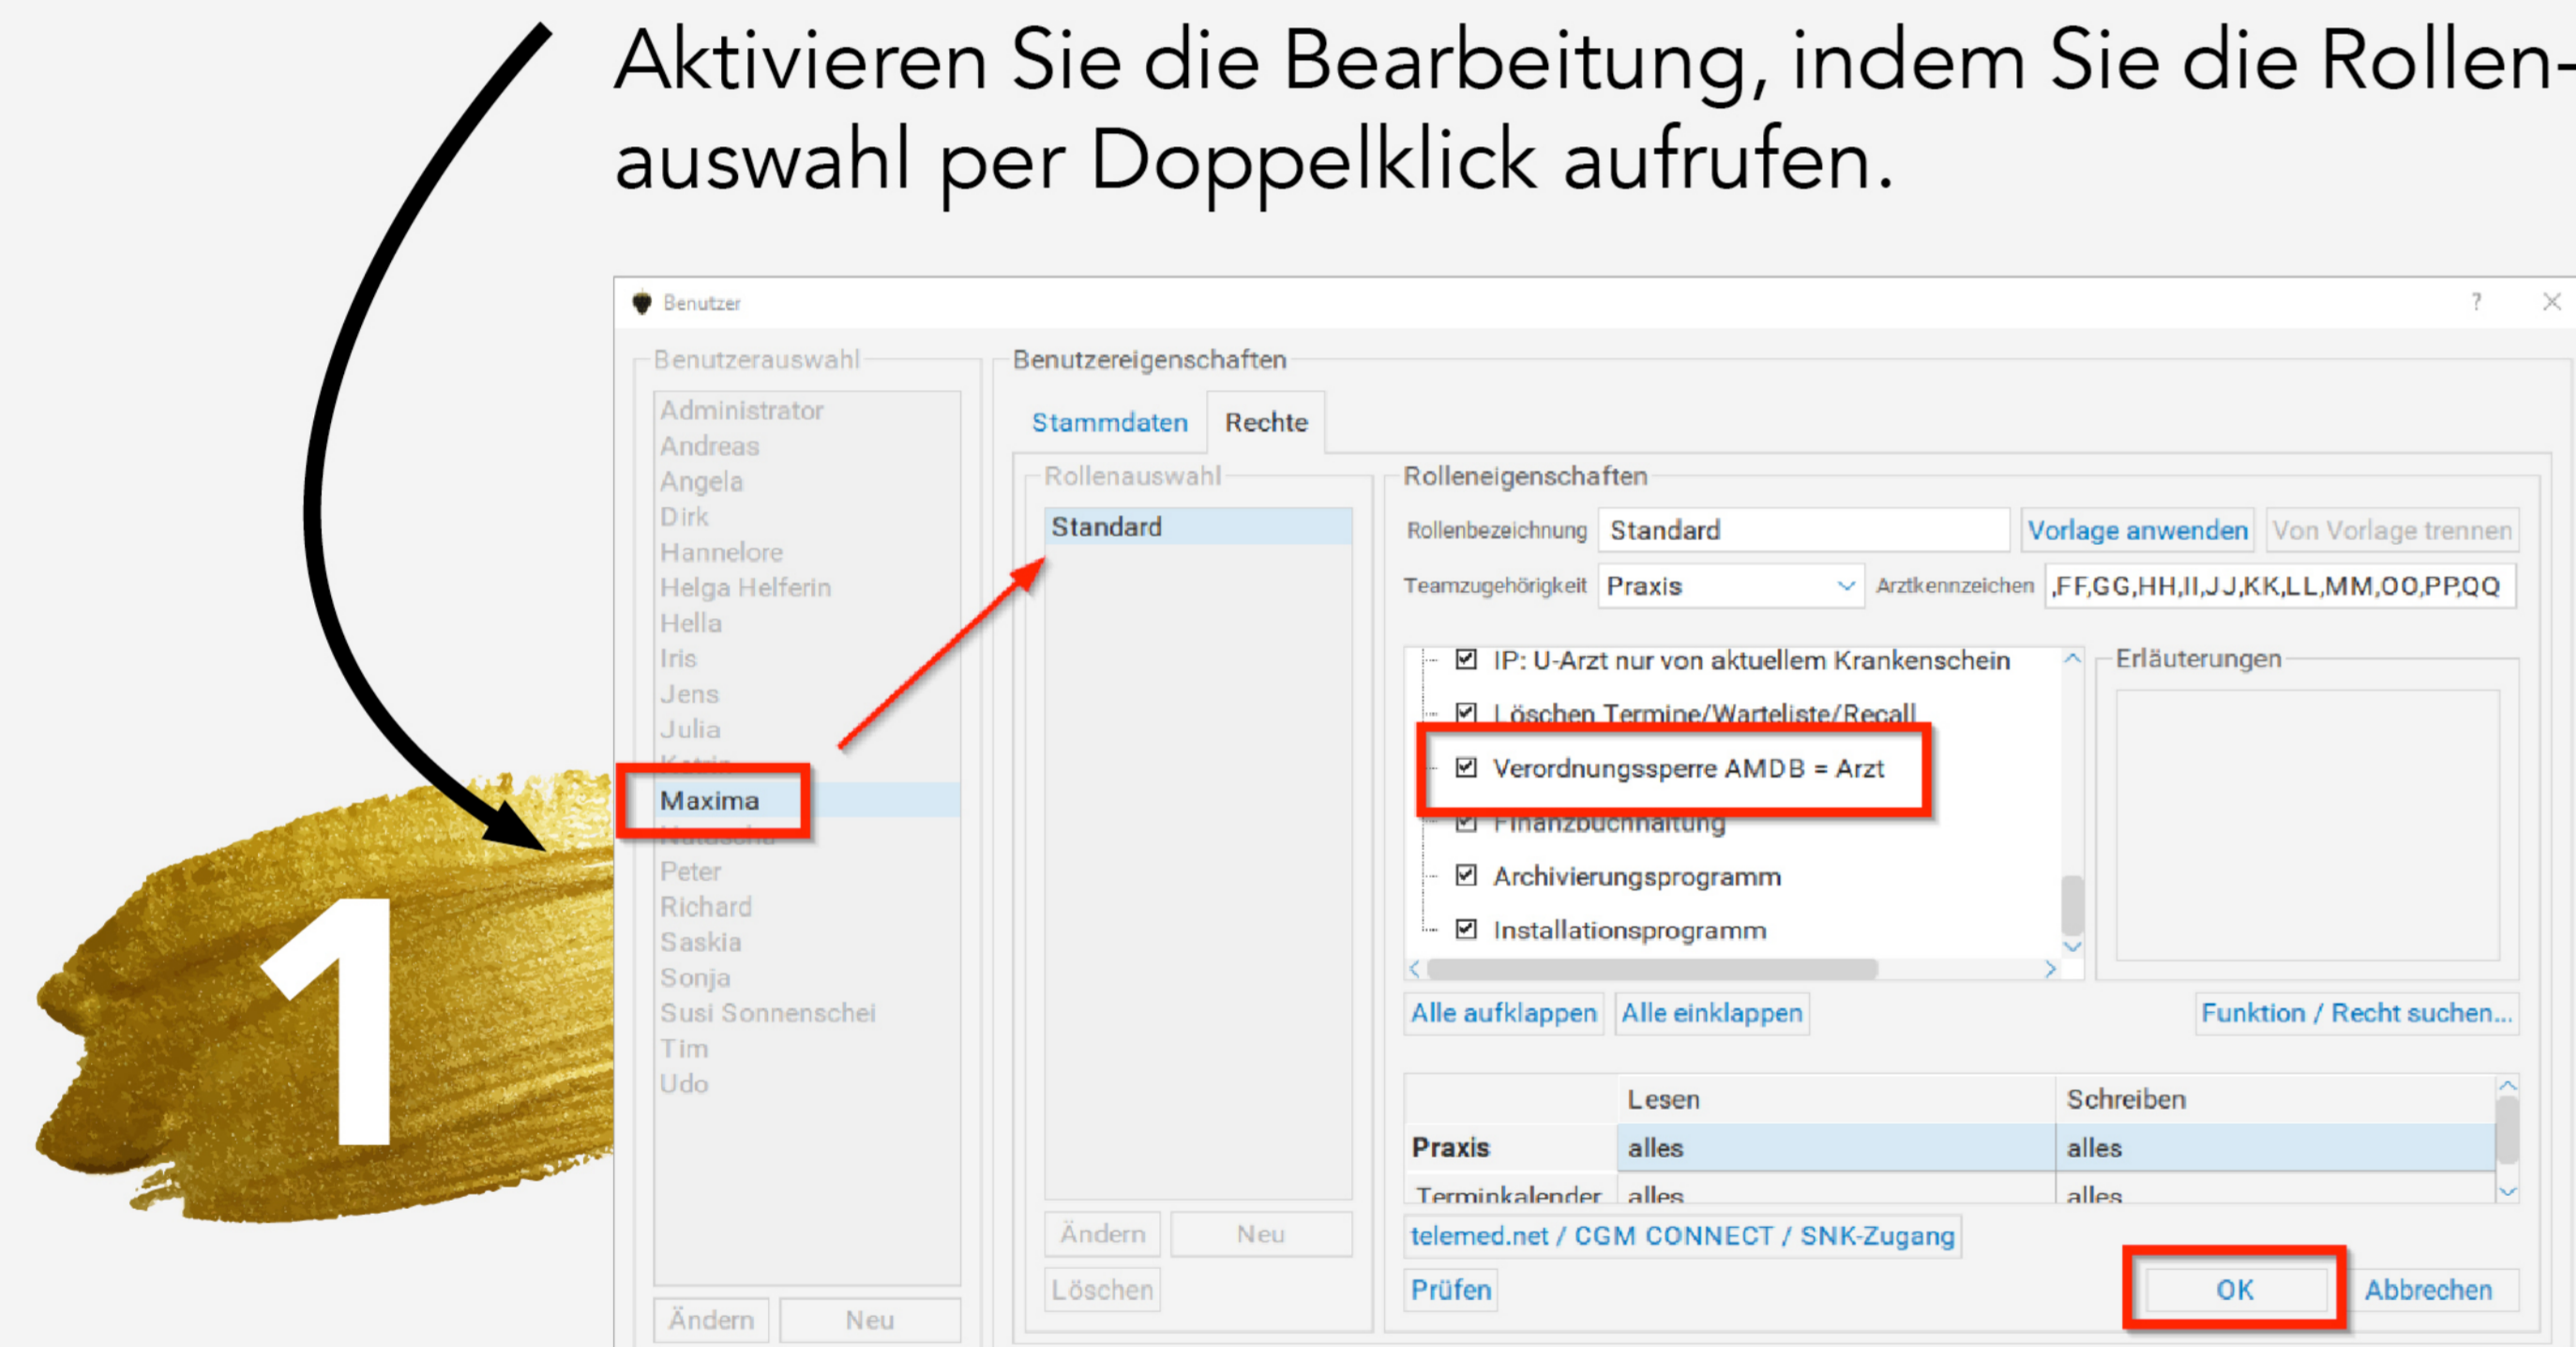 Aktivieren Sie die Bearbeitung, indem Sie die Rollen-
auswahl per Doppelklick aufrufen.
1
Benutzer
?
Benutzerauswahl
Administrator
Andreas
Angela
Dirk
Hannelore
Helga Helferin
Hella
Iris
Jens
Julia
Maxima
Peter
Richard
Saskia
Sonja
Susi Sonnenschei
Tim
Udo
Ändern Neu
Benutzereigenschaften
Stammdaten Rechte
Rollenauswahl
Standard
Ändern Neu
Löschen
Rolleneigenschaften
Rollenbezeichnung Standard Vorlage anwenden Von Vorlage trennen
Teamzugehörigkeit Praxis Arztkennzeichen ,FF,GG,HH,II,JJ,KK,LL,MM,OO,PP,QQ
IP: U-Arzt nur von aktuellem Krankenschein
Löschen Termine/Warteliste/Recall
Verordnungssperre AMDB = Arzt
Finanzbuchhaltung
Archivierungsprogramm
Installationsprogramm
Erläuterungen
Alle aufklappen Alle einklappen Funktion / Recht suchen...
Lesen Schreiben
Praxis alles alles
Terminkalender alles alles
telemed.net / CGM CONNECT / SNK-Zugang
Prüfen OK Abbrechen